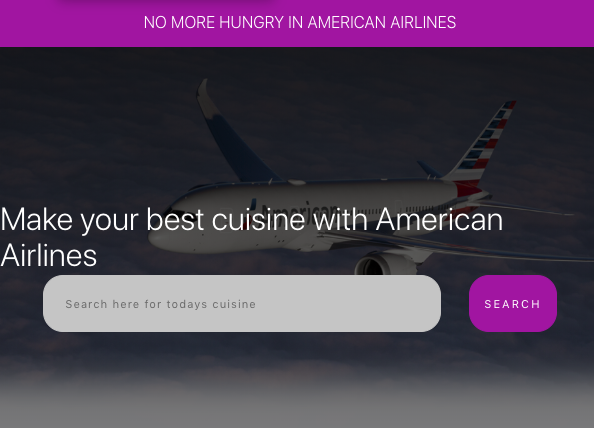 NO MORE HUNGRY IN AMERICAN AIRLINES
American
Make your best cuisine with American
Airlines
Search here for todays cuisine
SEARCH